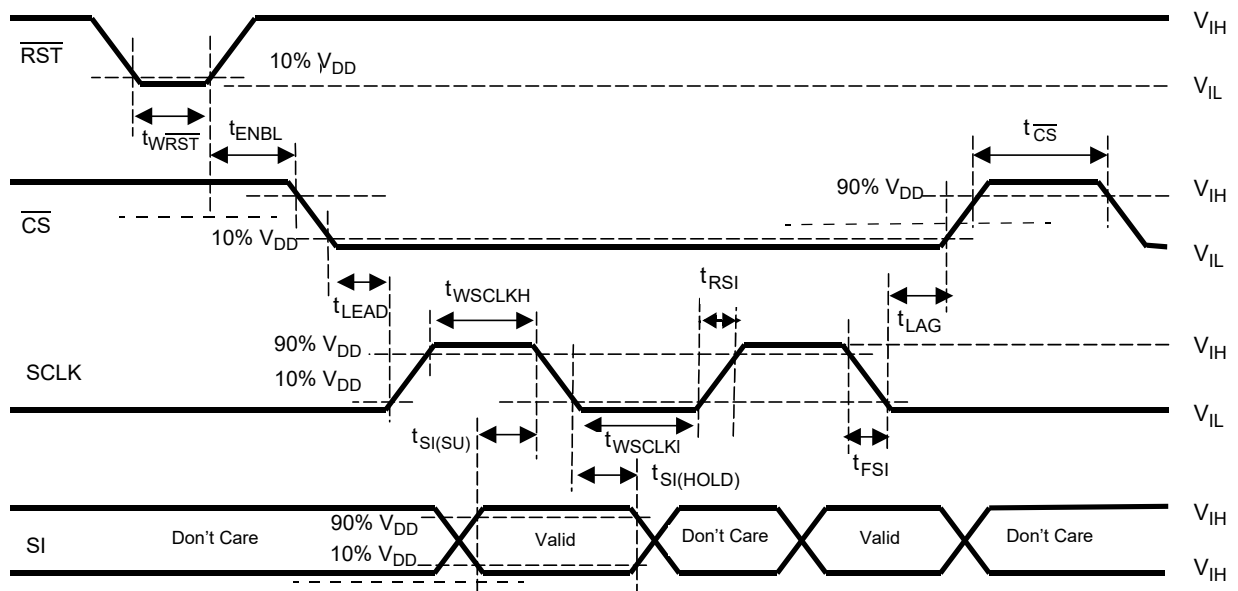 V_IH
RST
10% V_DD
V_IL
t_WRST
t_ENBL
t_CS
90% V_DD
V_IH
CS
10% V_DD
V_IL
t_LEAD
t_WSCLKH
t_RSI
t_LAG
90% V_DD
V_IH
SCLK
10% V_DD
V_IL
t_SI(SU)
t_WSCLKI
t_FSI
t_SI(HOLD)
90% V_DD
V_IH
SI
Don't Care
Valid
Don't Care
Valid
Don't Care
10% V_DD
V_IH